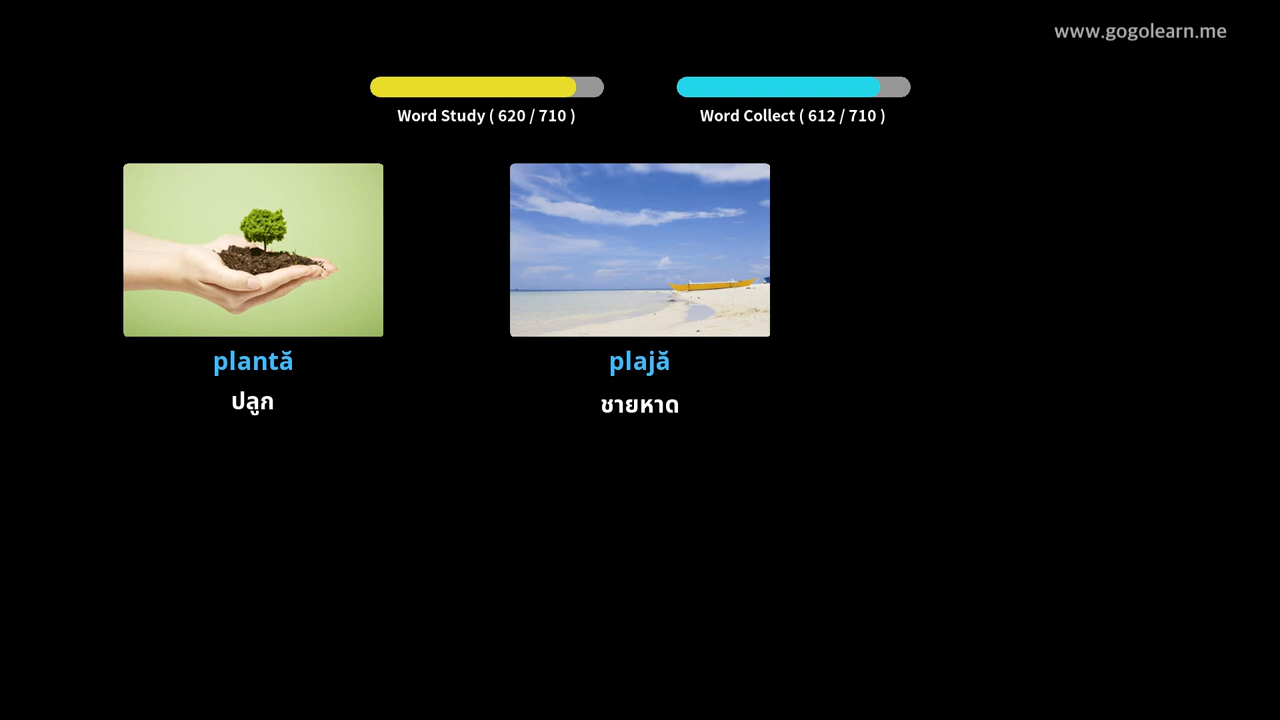 www.gogolearn.me
Word Study ( 620 / 710 )
Word Collect ( 612 / 710 )
plantă
ปลูก
plajă
ชายหาด